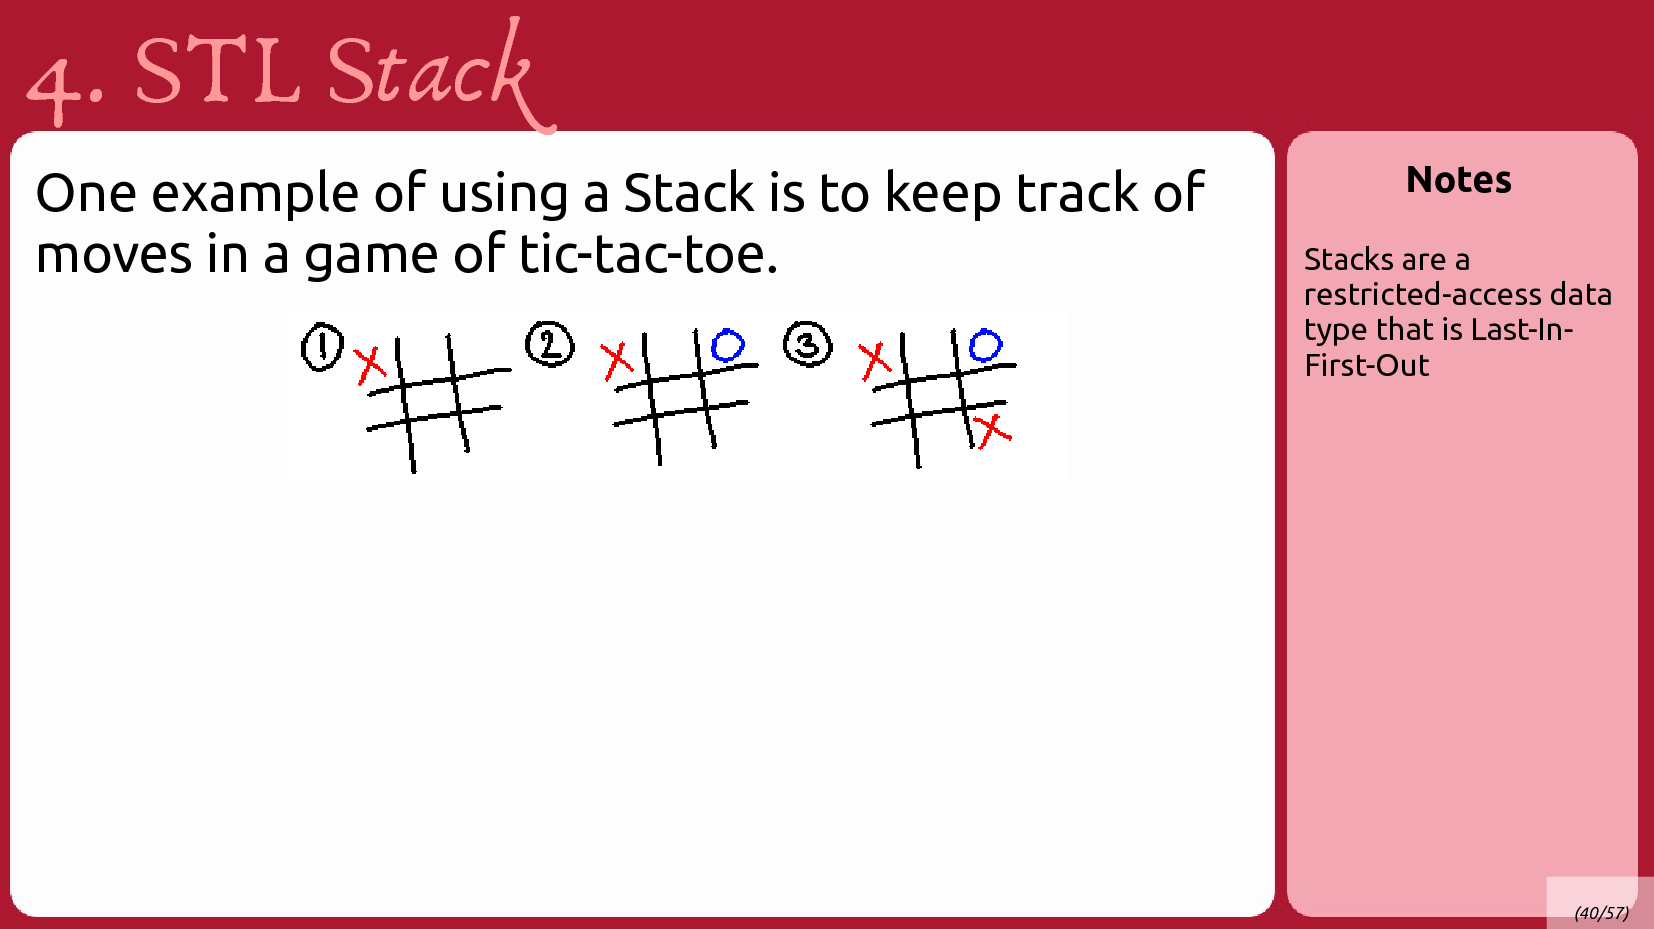 4. STL Stack
One example of using a Stack is to keep track of
moves in a game of tic-tac-toe.
1 X 2 X O 3 X O
X
Notes
Stacks are a
restricted-access data
type that is Last-In-
First-Out
(40/57)